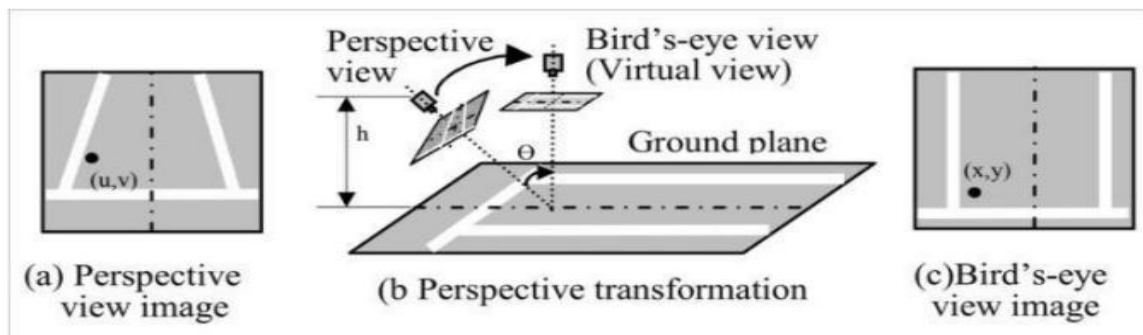 Perspective
view
Bird's-eye view
(Virtual view)
h
Θ
Ground plane
(u,v)
(x,y)
(a) Perspective
view image
(b Perspective transformation
(c)Bird's-eye
view image